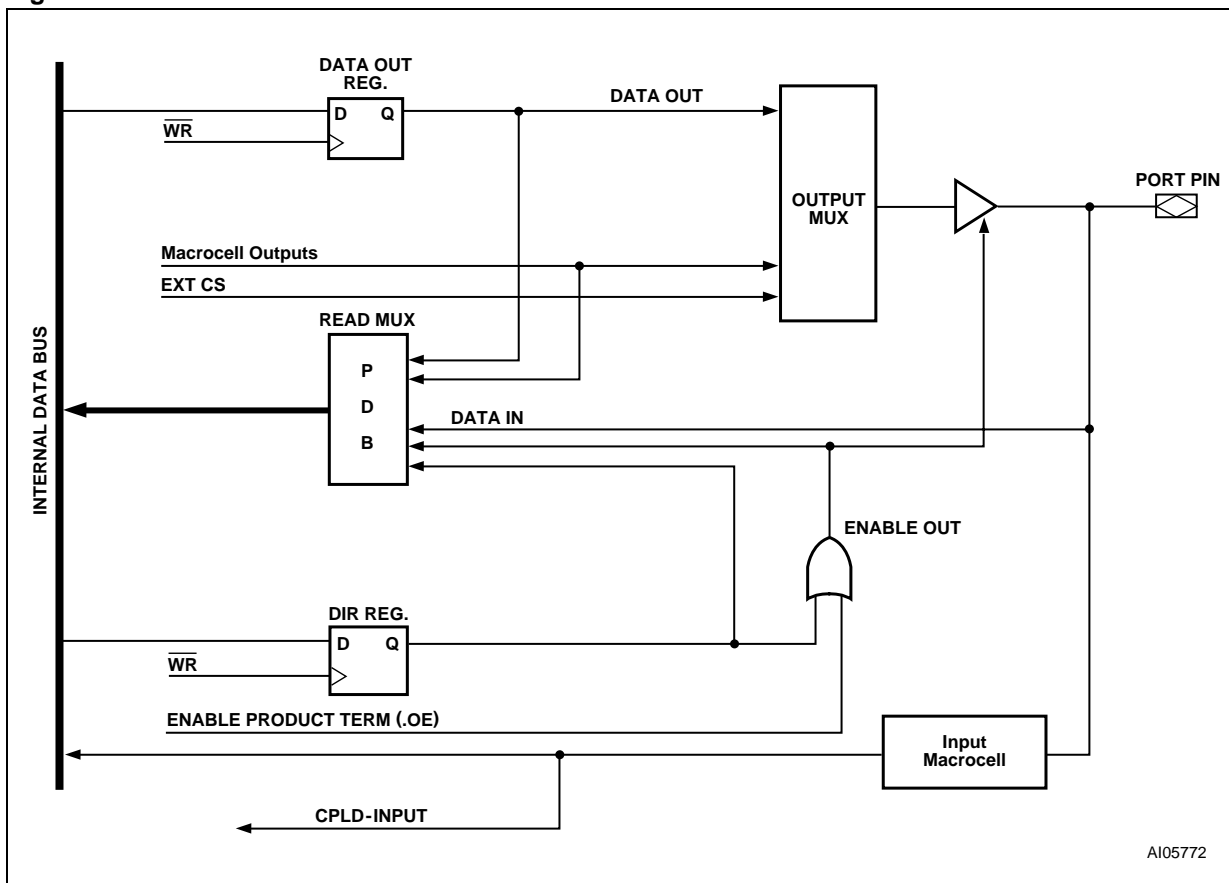 DATA OUT
REG.
D Q
WR
DATA OUT
OUTPUT
MUX
PORT PIN
Macrocell Outputs
EXT CS
READ MUX
P
D
B
DATA IN
INTERNAL DATA BUS
ENABLE OUT
DIR REG.
D Q
WR
ENABLE PRODUCT TERM (.OE)
Input
Macrocell
CPLD-INPUT
AI05772